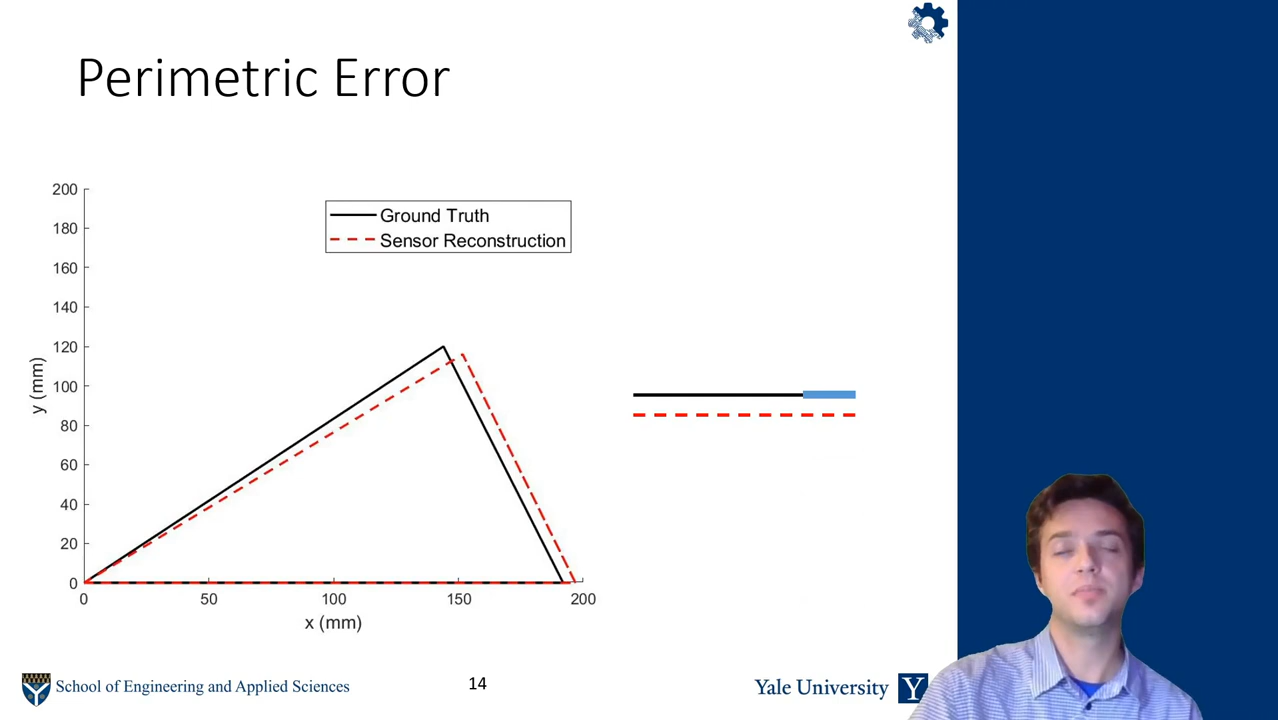 Perimetric Error
200
180
160
140
120
100
80
60
40
20
0
y (mm)
Ground Truth
Sensor Reconstruction
0
50
100
150
200
x (mm)
School of Engineering and Applied Sciences
14
Yale University
Y